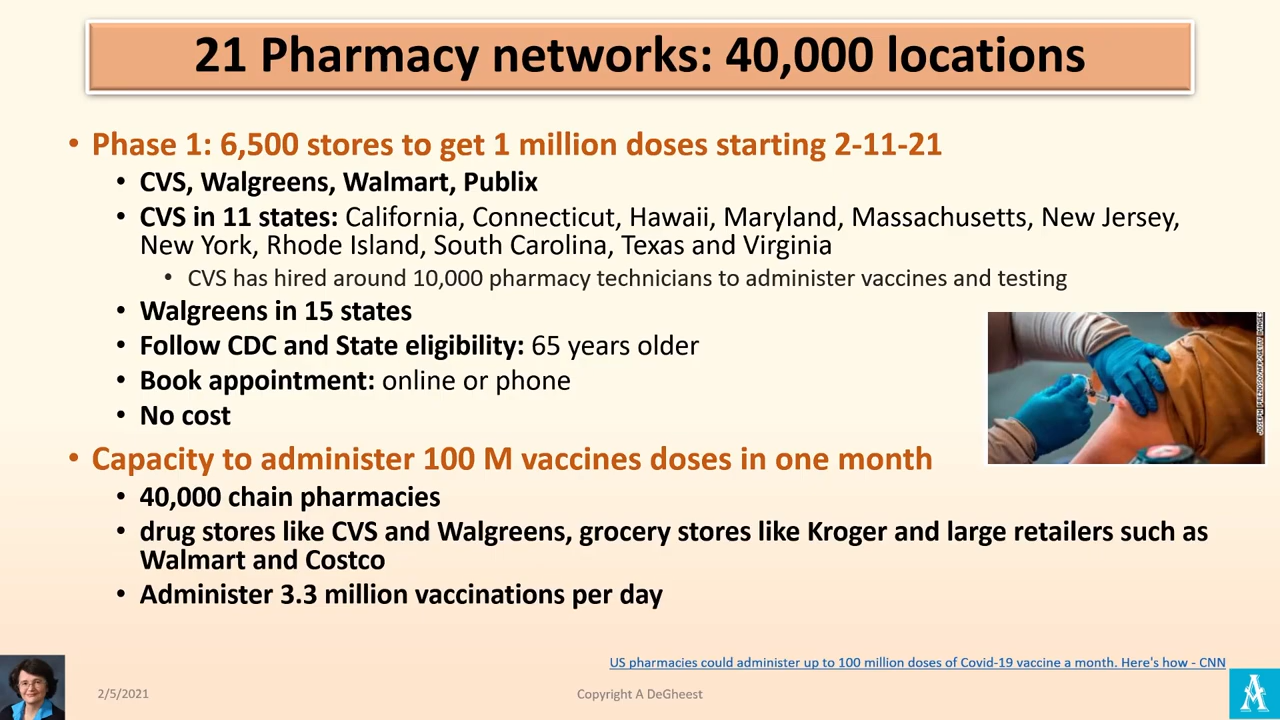 21 Pharmacy networks: 40,000 locations
• Phase 1: 6,500 stores to get 1 million doses starting 2-11-21
• CVS, Walgreens, Walmart, Publix
• CVS in 11 states: California, Connecticut, Hawaii, Maryland, Massachusetts, New Jersey,
New York, Rhode Island, South Carolina, Texas and Virginia
• CVS has hired around 10,000 pharmacy technicians to administer vaccines and testing
• Walgreens in 15 states
• Follow CDC and State eligibility: 65 years older
• Book appointment: online or phone
• No cost
• Capacity to administer 100 M vaccines doses in one month
• 40,000 chain pharmacies
• drug stores like CVS and Walgreens, grocery stores like Kroger and large retailers such as
Walmart and Costco
• Administer 3.3 million vaccinations per day
US pharmacies could administer up to 100 million doses of Covid-19 vaccine a month. Here's how - CNN
2/5/2021
Copyright A DeGheest
A